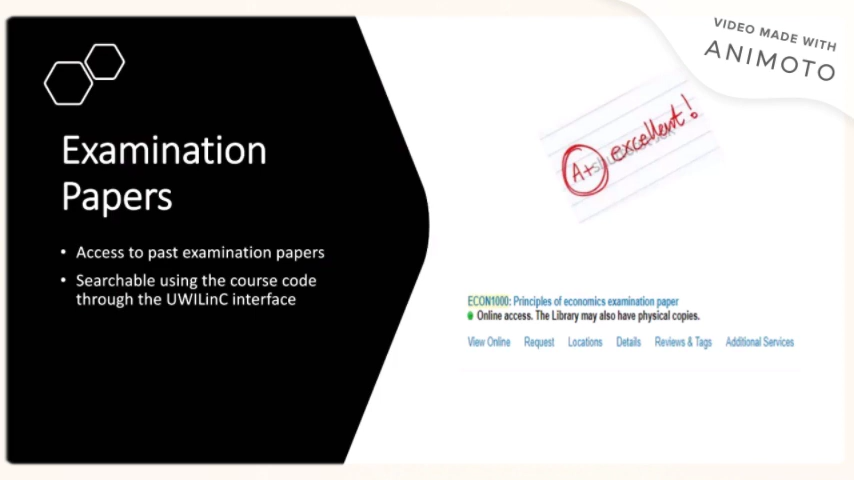 VIDEO MADE WITH
ANIMOTO
Examination
Papers
• Access to past examination papers
• Searchable using the course code
through the UWILinC interface
A+ excellent!
ECON1000: Principles of economics examination paper
Online access. The Library may also have physical copies.
View Online Request Locations Details Reviews & Tags Additional Services